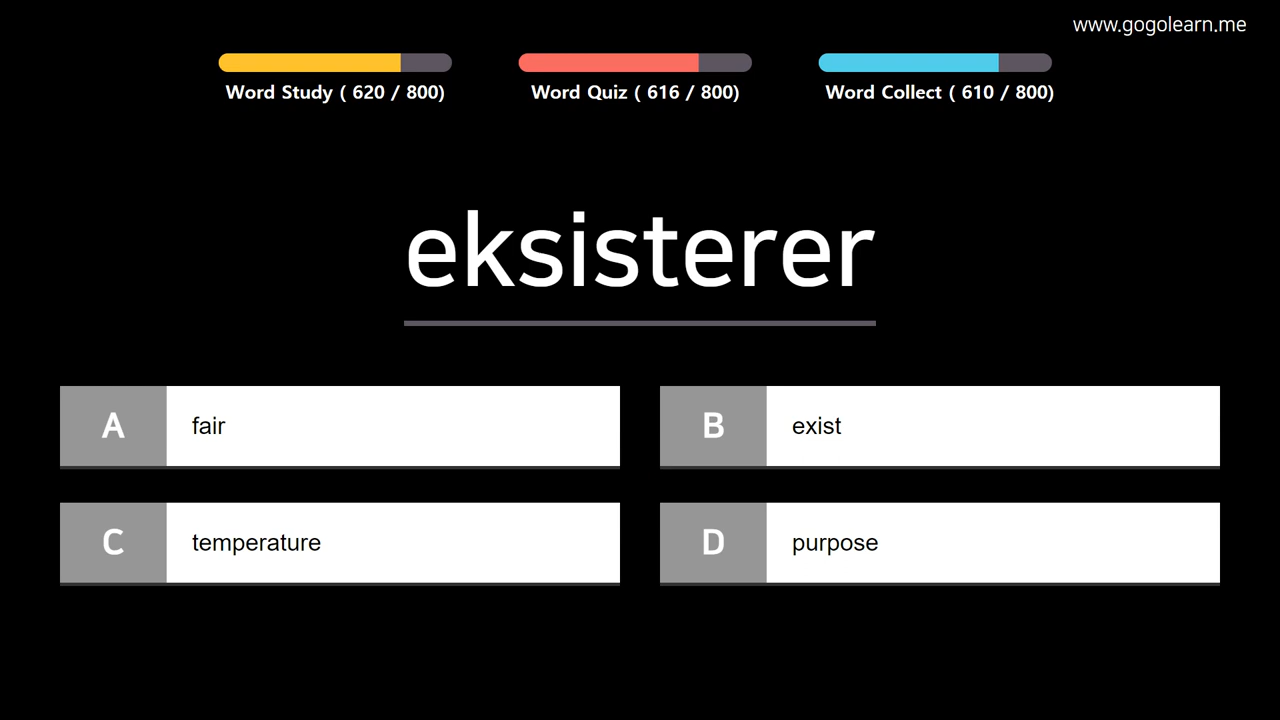 www.gogolearn.me
Word Study ( 620 / 800)
Word Quiz ( 616 / 800)
Word Collect ( 610 / 800)
eksisterer
A fair
B exist
C temperature
D purpose